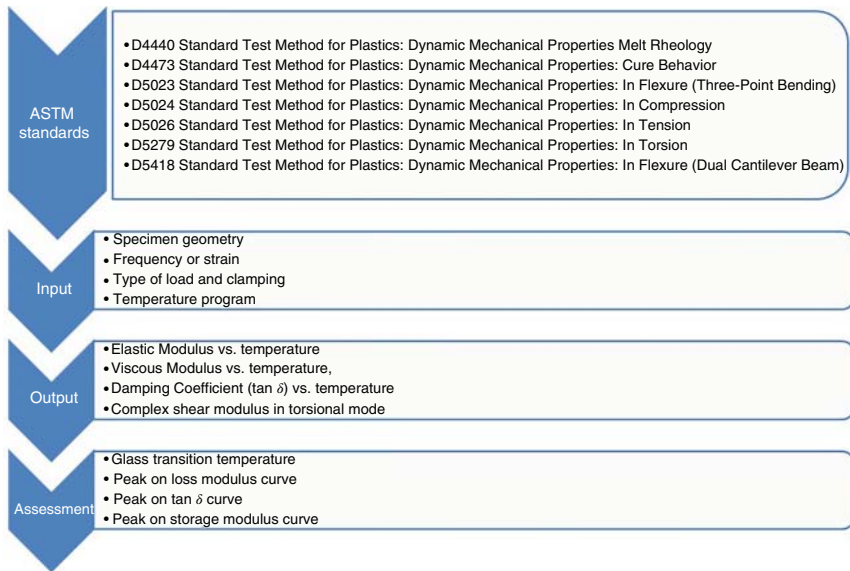 ASTM
standards
• D4440 Standard Test Method for Plastics: Dynamic Mechanical Properties Melt Rheology
• D4473 Standard Test Method for Plastics: Dynamic Mechanical Properties: Cure Behavior
• D5023 Standard Test Method for Plastics: Dynamic Mechanical Properties: In Flexure (Three-Point Bending)
• D5024 Standard Test Method for Plastics: Dynamic Mechanical Properties: In Compression
• D5026 Standard Test Method for Plastics: Dynamic Mechanical Properties: In Tension
• D5279 Standard Test Method for Plastics: Dynamic Mechanical Properties: In Torsion
• D5418 Standard Test Method for Plastics: Dynamic Mechanical Properties: In Flexure (Dual Cantilever Beam)
Input
• Specimen geometry
• Frequency or strain
• Type of load and clamping
• Temperature program
Output
• Elastic Modulus vs. temperature
• Viscous Modulus vs. temperature,
• Damping Coefficient (tan δ) vs. temperature
• Complex shear modulus in torsional mode
Assessment
• Glass transition temperature
• Peak on loss modulus curve
• Peak on tan δ curve
• Peak on storage modulus curve